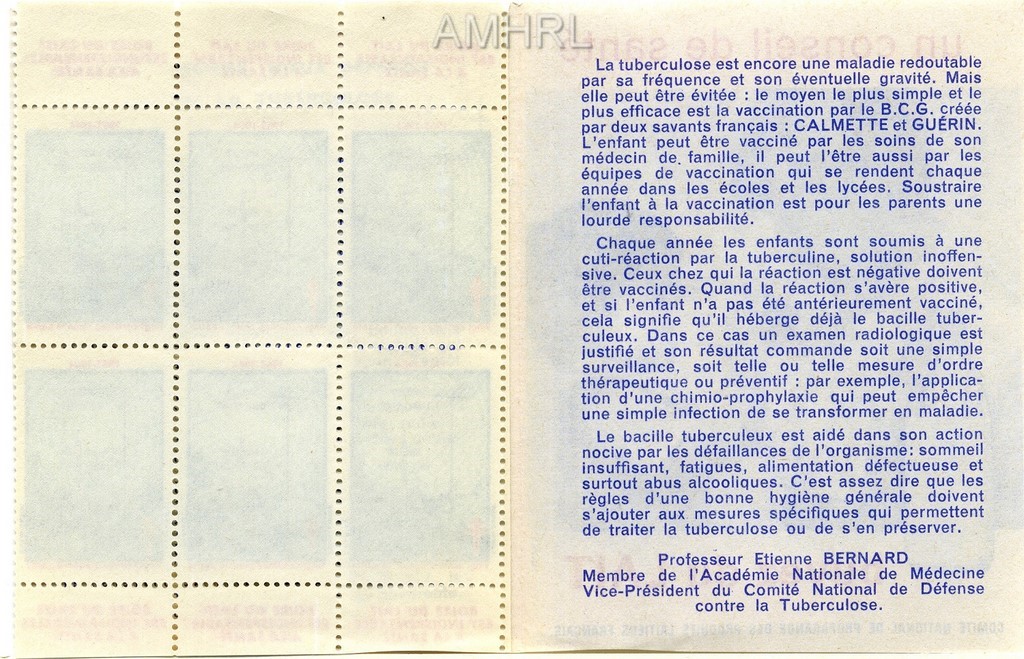 AMHRL
un conseil de santé
La tuberculose est encore une maladie redoutable
par sa fréquence et son éventuelle gravité. Mais
elle peut être évitée : le moyen le plus simple et le
plus efficace est la vaccination par le B.C.G. créée
par deux savants français : CALMETTE et GUÉRIN.
L'enfant peut être vacciné par les soins de son
médecin de. famille, il peut l'être aussi par les
équipes de vaccination qui se rendent chaque
année dans les écoles et les lycées. Soustraire
l'enfant à la vaccination est pour les parents une
lourde responsabilité.
Chaque année les enfants sont soumis à une
cuti-réaction par la tuberculine, solution inoffen-
sive. Ceux chez qui la réaction est négative doivent
être vaccinés. Quand la réaction s'avère positive,
et si l'enfant n'a pas été antérieurement vacciné,
cela signifie qu'il héberge déjà le bacille tuber-
culeux. Dans ce cas un examen radiologique est
justifié et son résultat commande soit une simple
surveillance, soit telle ou telle mesure d'ordre
thérapeutique ou préventif : par exemple, l'applica-
tion d'une chimio-prophylaxie qui peut empêcher
une simple infection de se transformer en maladie.
Le bacille tuberculeux est aidé dans son action
nocive par les défaillances de l'organisme: sommeil
insuffisant, fatigues, alimentation défectueuse et
surtout abus alcooliques. C'est assez dire que les
règles d'une bonne hygiène générale doivent
s'ajouter aux mesures spécifiques qui permettent
de traiter la tuberculose ou de s'en préserver.
Professeur Etienne BERNARD
Membre de l'Académie Nationale de Médecine
Vice-Président du Comité National de Défense
contre la Tuberculose.
COMITÉ NATIONAL DE PROPAGANDE DES PRODUITS LAITIERS FRANÇAIS